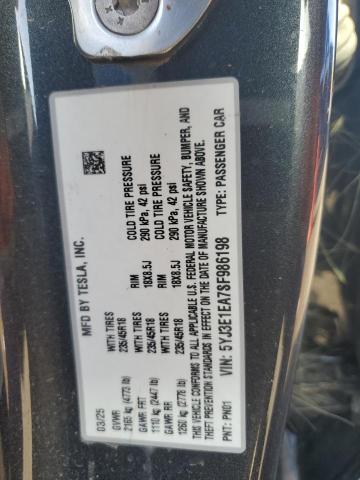 MFD BY TESLA, INC.
03/25
GVWR
2165 kg (4773 lb)
WITH TIRES
235/45R18
RIM
18X8.5J
COLD TIRE PRESSURE
290 kPa, 42 psi
GAWR FRT
1110 kg (2447 lb)
WITH TIRES
235/45R18
RIM
18X8.5J
COLD TIRE PRESSURE
290 kPa, 42 psi
GAWR RR
1260 kg (2778 lb)
WITH TIRES
235/45R18
RIM
18X8.5J
COLD TIRE PRESSURE
290 kPa, 42 psi
THIS VEHICLE CONFORMS TO ALL APPLICABLE U.S. FEDERAL MOTOR VEHICLE SAFETY, BUMPER, AND
THEFT PREVENTION STANDARDS IN EFFECT ON THE DATE OF MANUFACTURE SHOWN ABOVE.
VIN: 5YJ3E1EA7SF986198 TYPE: PASSENGER CAR
PNT: PN01